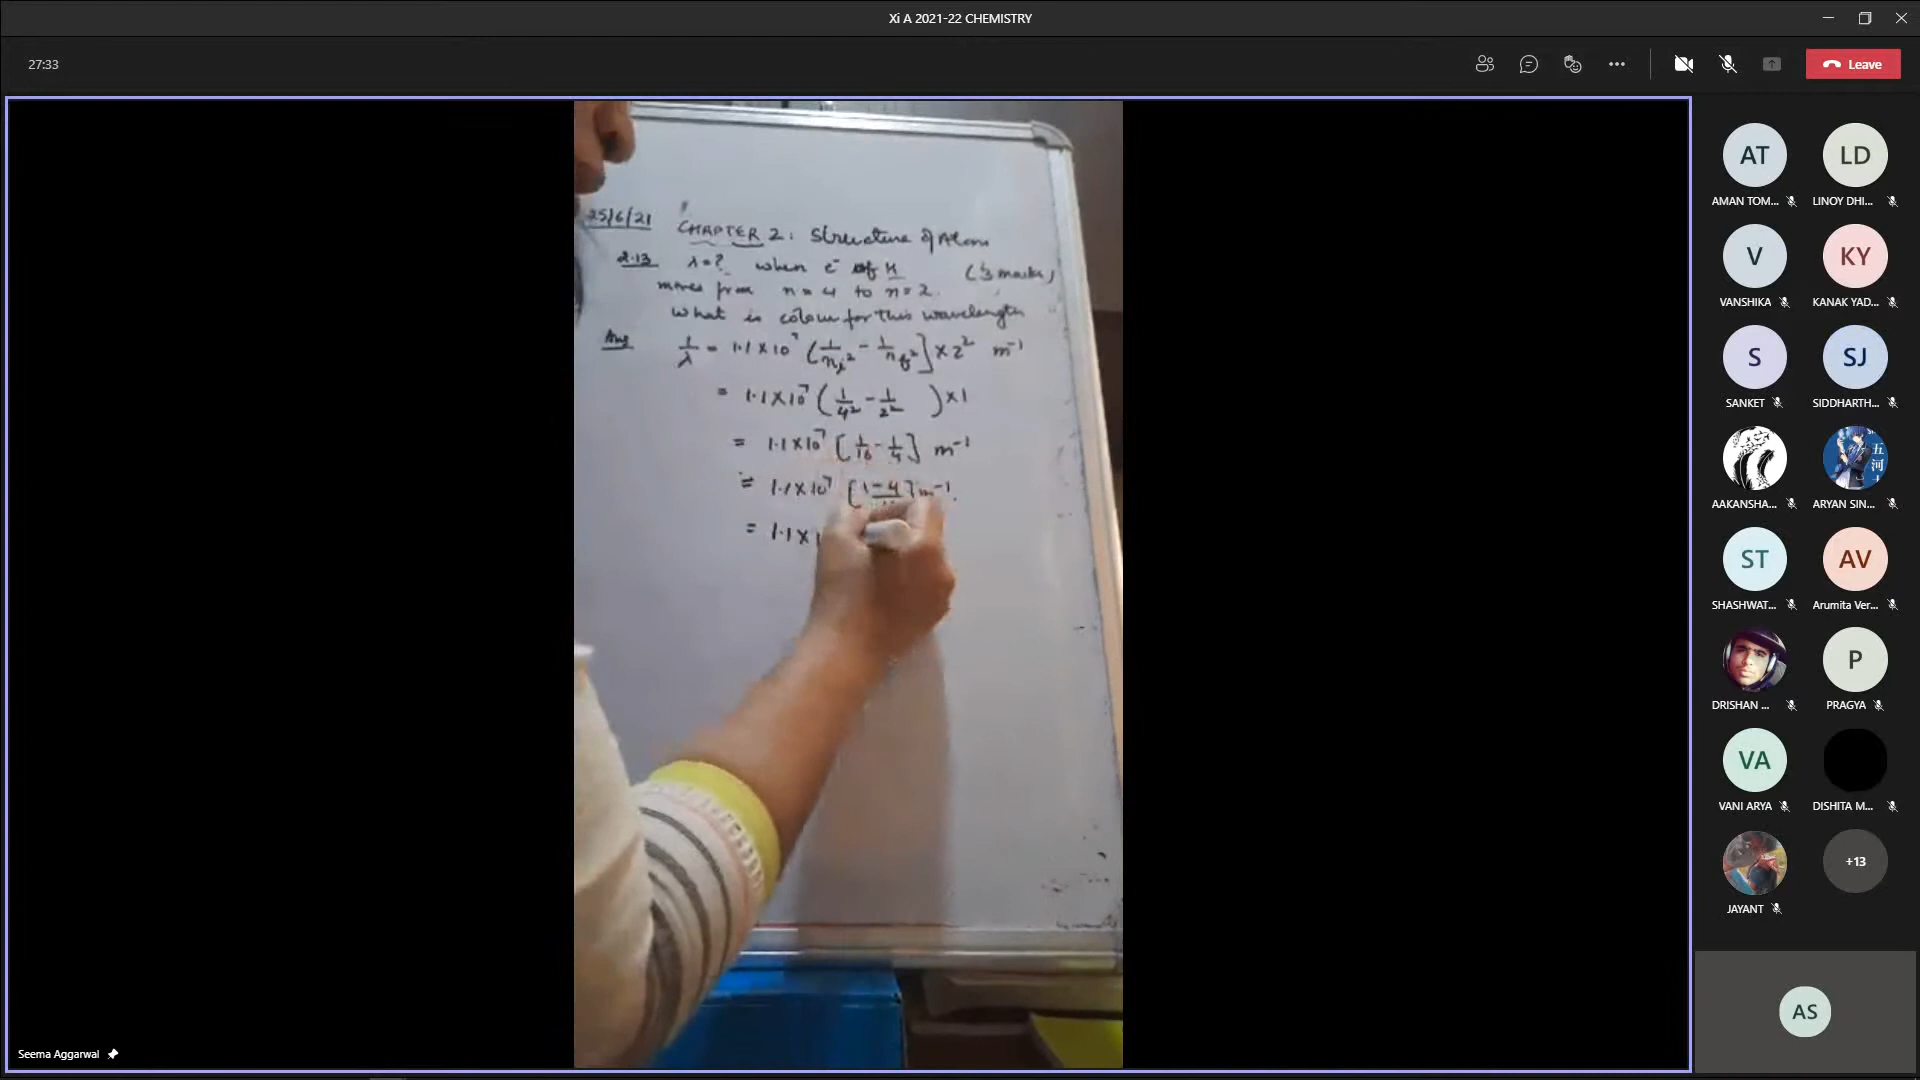 Xi A 2021-22 CHEMISTRY
27:33
Leave
25/6/21 CHAPTER 2: Structure of Atom
2.13 λ=? when e⁻ of H (3 marks)
moves from n = 4 to n = 2.
What is colour for this wavelength
Ans 1/λ = 1.1 × 10⁷ (1/nᵢ² - 1/n_f²] × z² m⁻¹
= 1.1 × 10⁷ (1/4² - 1/2² ) × 1
= 1.1 × 10⁷ [1/16 - 1/4] m⁻¹
= 1.1 × 10⁷ [1-4] m⁻¹.
= 1.1 ×
AT LD
AMAN TOM... LINOY DHI...
V KY
VANSHIKA KANAK YAD...
S SJ
SANKET SIDDHARTH...
五
河
AAKANSHA... ARYAN SIN...
ST AV
SHASHWAT... Arumita Ver...
P
DRISHAN ... PRAGYA
VA
VANI ARYA DISHITA M...
+13
JAYANT
AS
Seema Aggarwal